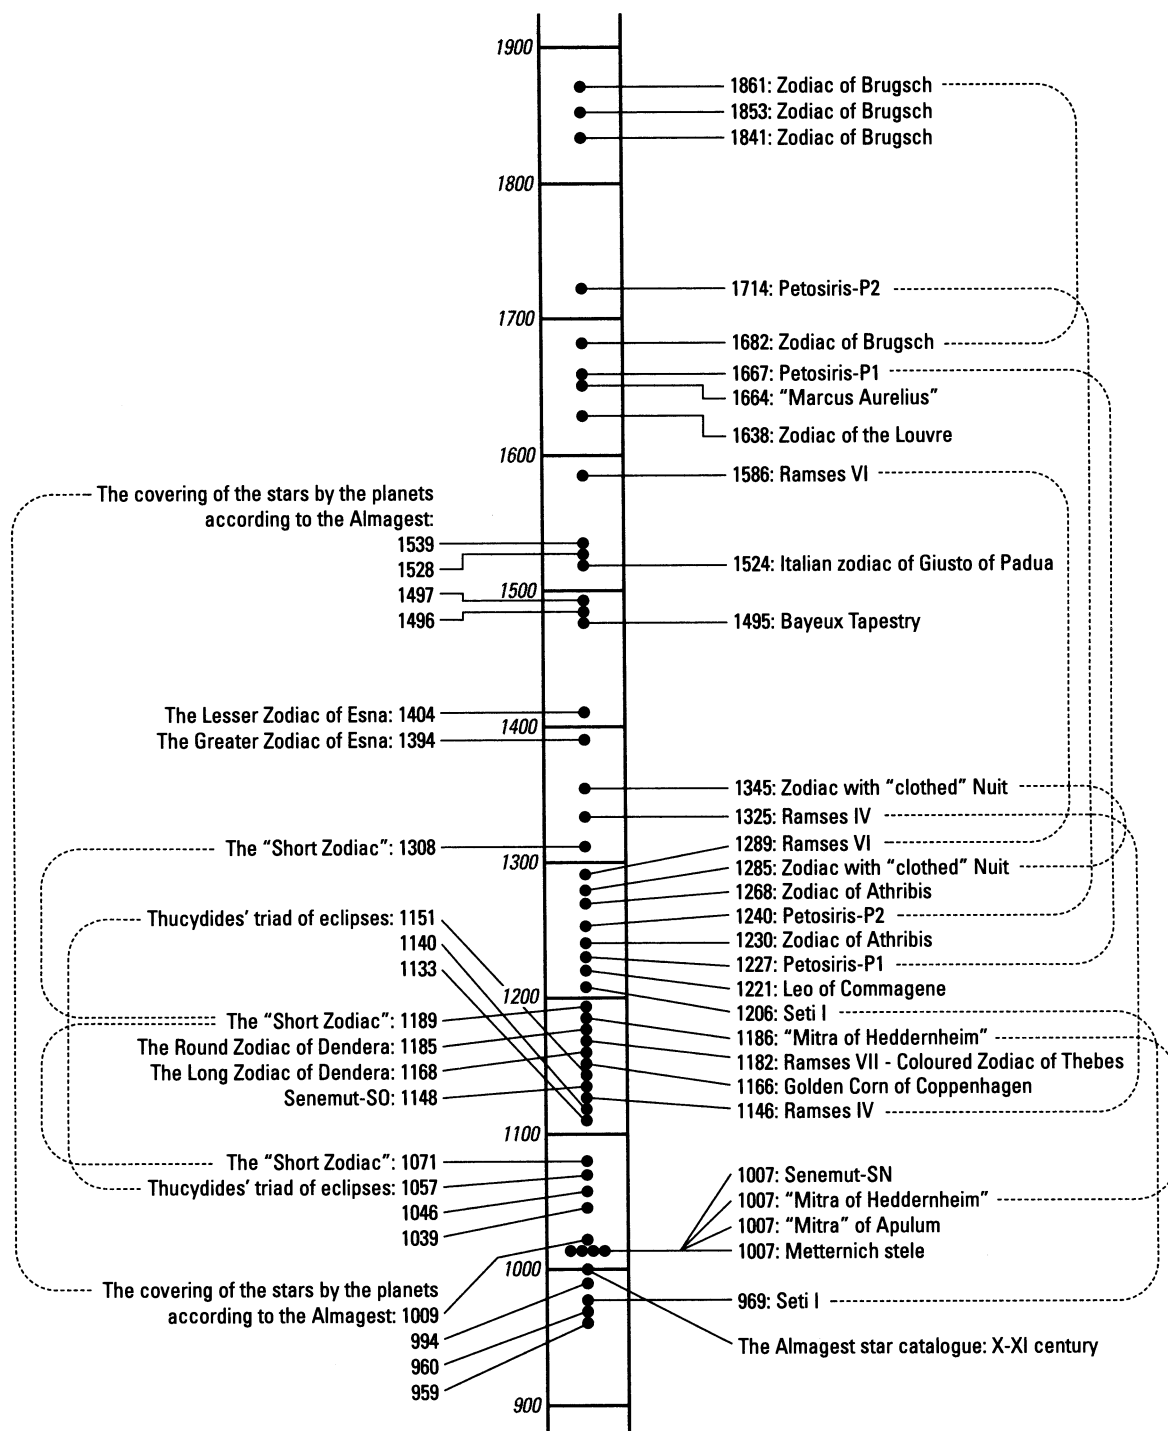 1900
1861: Zodiac of Brugsch
1853: Zodiac of Brugsch
1841: Zodiac of Brugsch
1800
1714: Petosiris-P2
1700
1682: Zodiac of Brugsch
1667: Petosiris-P1
1664: “Marcus Aurelius”
1638: Zodiac of the Louvre
1600
1586: Ramses VI
The covering of the stars by the planets
according to the Almagest:
1539
1528
1524: Italian zodiac of Giusto of Padua
1497
1500
1496
1495: Bayeux Tapestry
The Lesser Zodiac of Esna: 1404
1400
The Greater Zodiac of Esna: 1394
1345: Zodiac with “clothed” Nuit
1325: Ramses IV
1289: Ramses VI
The “Short Zodiac”: 1308
1300
1285: Zodiac with “clothed” Nuit
1268: Zodiac of Athribis
1240: Petosiris-P2
Thucydides’ triad of eclipses: 1151
1140
1133
1230: Zodiac of Athribis
1227: Petosiris-P1
1221: Leo of Commagene
1200
1206: Seti I
The “Short Zodiac”: 1189
1186: “Mitra of Heddernheim”
The Round Zodiac of Dendera: 1185
1182: Ramses VII - Coloured Zodiac of Thebes
The Long Zodiac of Dendera: 1168
1166: Golden Corn of Coppenhagen
Senemut-SO: 1148
1146: Ramses IV
1100
The “Short Zodiac”: 1071
Thucydides’ triad of eclipses: 1057
1046
1039
1007: Senemut-SN
1007: “Mitra of Heddernheim”
1007: “Mitra” of Apulum
1007: Metternich stele
1000
The covering of the stars by the planets
according to the Almagest: 1009
994
960
959
969: Seti I
The Almagest star catalogue: X-XI century
900